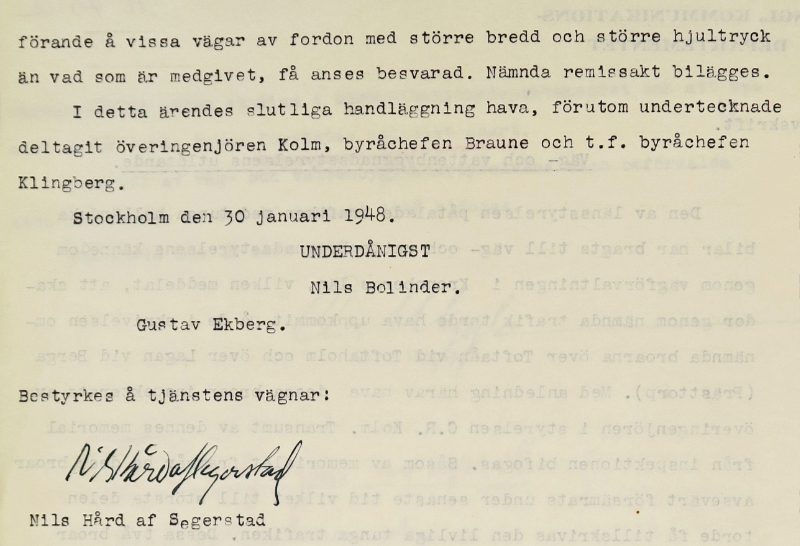 förande å vissa vägar av fordon med större bredd och större hjultryck
än vad som är medgivet, få anses besvarad. Nämnda remissakt bilägges.
I detta ärendes slutliga handläggning hava, förutom undertecknade
deltagit överingenjören Kolm, byråchefen Braune och t.f. byråchefen
Klingberg.
Stockholm den 30 januari 1948.
UNDERDÅNIGST
Nils Bolinder.
Gustav Ekberg.
Bestyrkes å tjänstens vägnar:
Nils Hård af Segerstad
Nils Hård af Segerstad